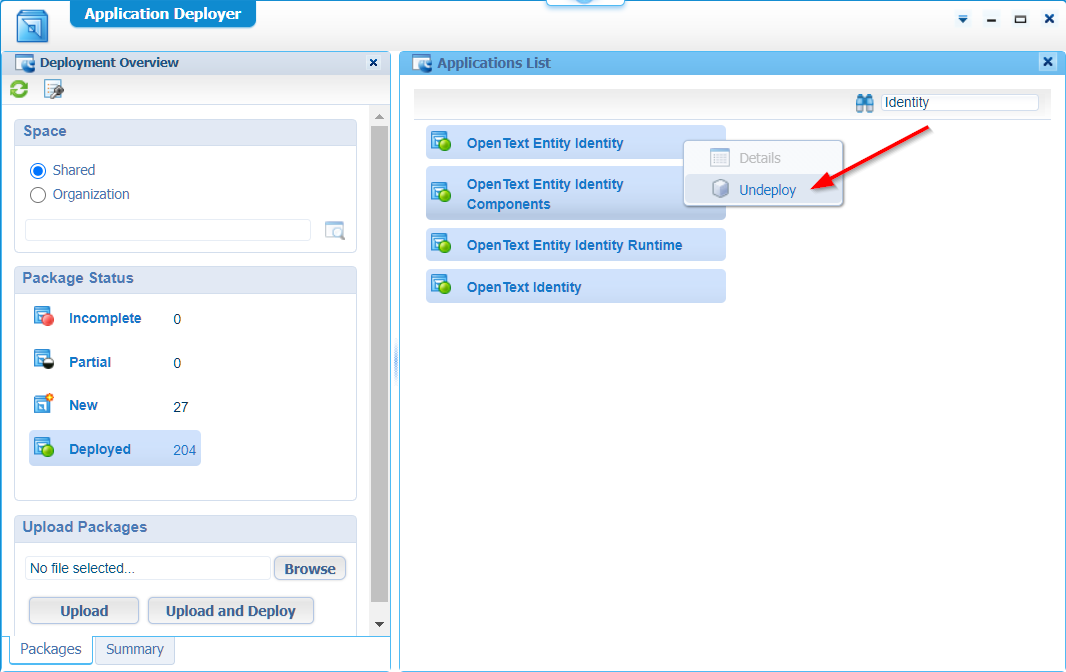 Application Deployer
Deployment Overview
Space
Shared
Organization
Package Status
Incomplete 0
Partial 0
New 27
Deployed 204
Upload Packages
No file selected... Browse
Upload Upload and Deploy
Packages Summary
Applications List
Identity
OpenText Entity Identity
OpenText Entity Identity
Components
OpenText Entity Identity Runtime
OpenText Identity
Details
Undeploy